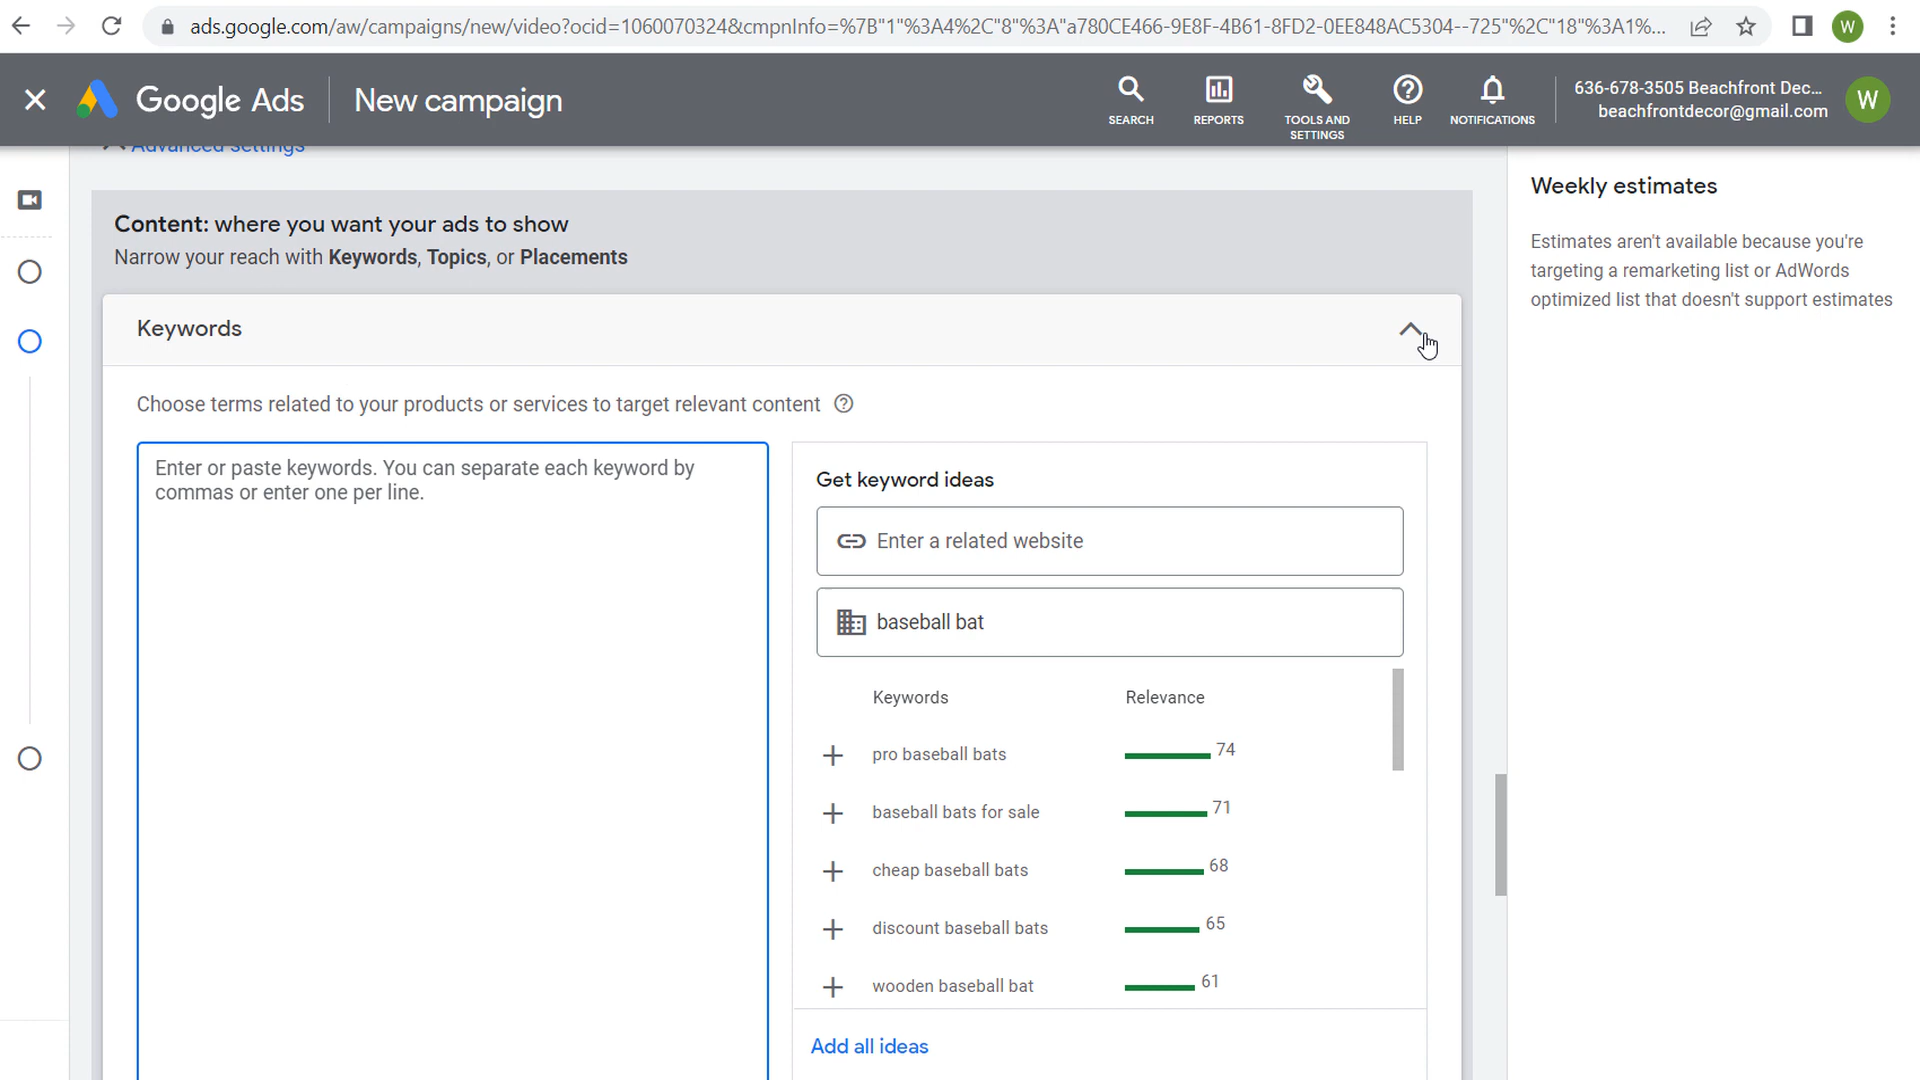 ads.google.com/aw/campaigns/new/video?ocid=1060070324&cmpnInfo=%7B"1"%3A4%2C"8"%3A"a780CE466-9E8F-4B61-8FD2-0EE848AC5304--725"%2C"18"%3A1%...
W
Google Ads
New campaign
SEARCH
REPORTS
TOOLS AND
SETTINGS
HELP
NOTIFICATIONS
636-678-3505 Beachfront Dec...
beachfrontdecor@gmail.com
W
Advanced settings
Content: where you want your ads to show
Narrow your reach with Keywords, Topics, or Placements
Keywords
Choose terms related to your products or services to target relevant content
Enter or paste keywords. You can separate each keyword by
commas or enter one per line.
Get keyword ideas
Enter a related website
baseball bat
Keywords Relevance
pro baseball bats 74
baseball bats for sale 71
cheap baseball bats 68
discount baseball bats 65
wooden baseball bat 61
Add all ideas
Weekly estimates
Estimates aren't available because you're
targeting a remarketing list or AdWords
optimized list that doesn't support estimates